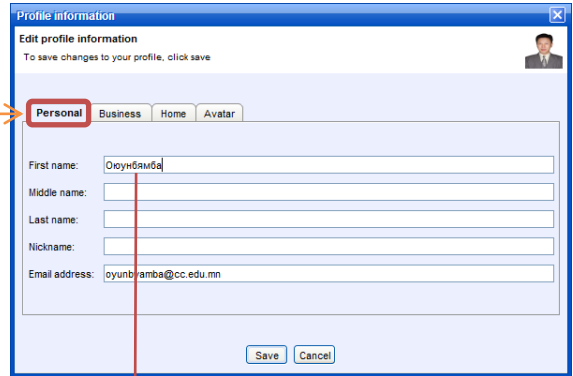 Profile information
Edit profile information
To save changes to your profile, click save
Personal Business Home Avatar
First name: Оюунбямба
Middle name:
Last name:
Nickname:
Email address: oyunbyamba@cc.edu.mn
Save Cancel